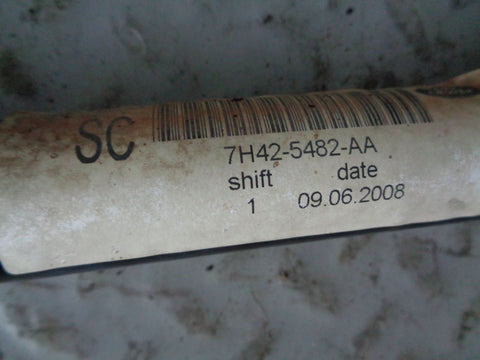 SC
7H42-5482-AA
shift date
1 09.06.2008